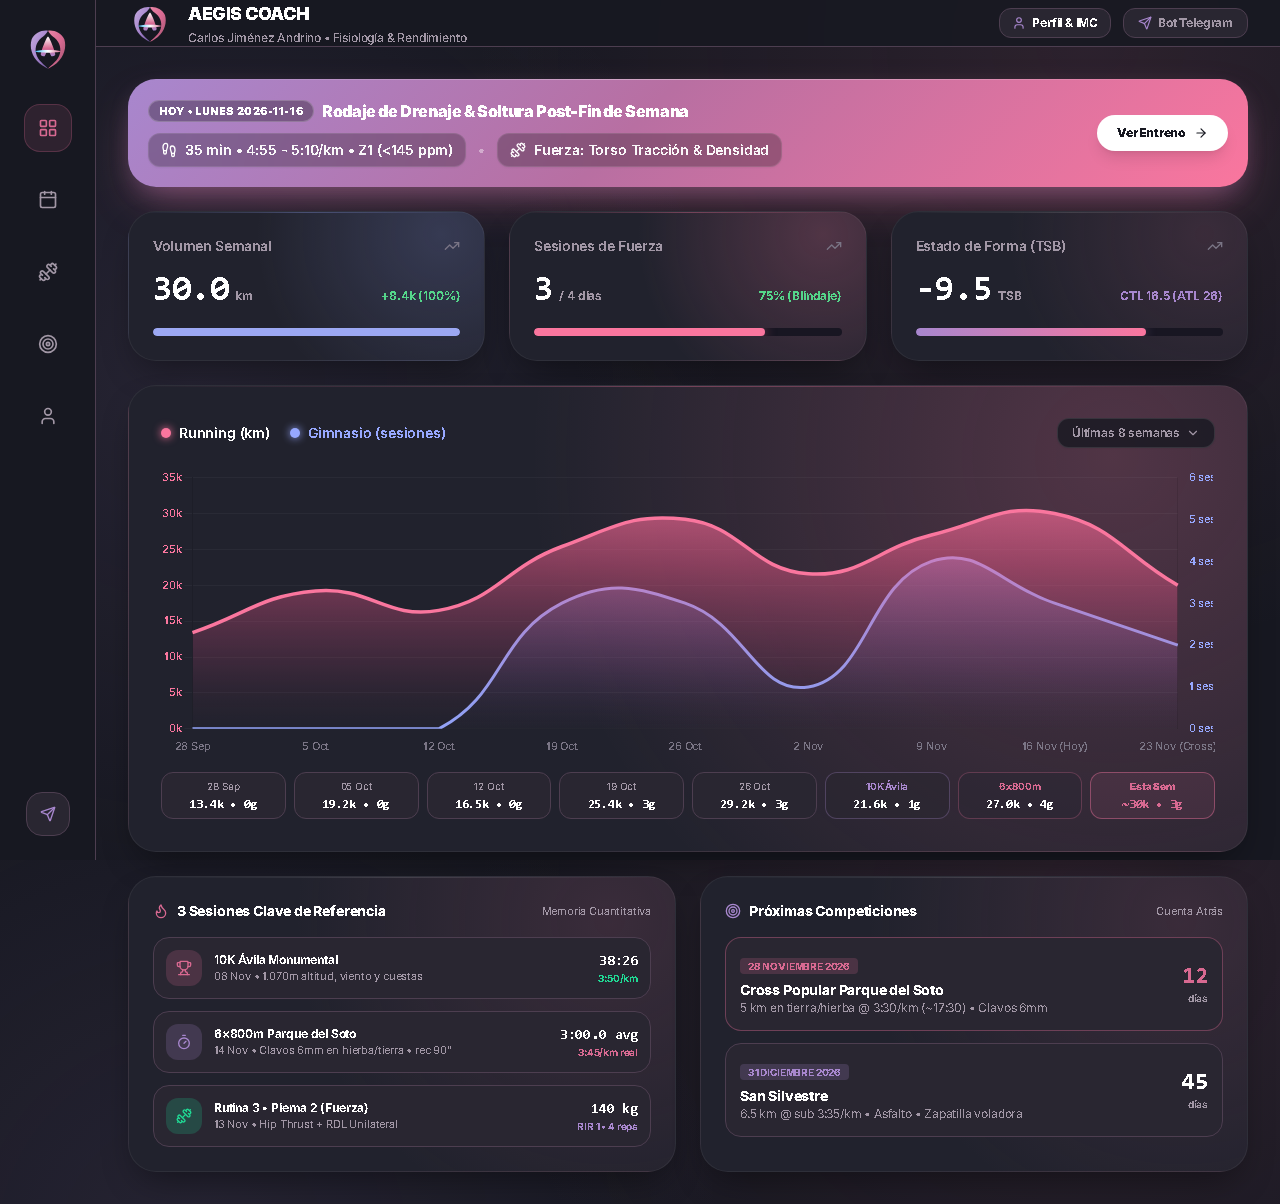 AEGIS COACH
Carlos Jiménez Andrino • Fisiología & Rendimiento
Perfil & IMC
Bot Telegram
HOY • LUNES 2026-11-16
Rodaje de Drenaje & Soltura Post-Fin de Semana
35 min • 4:55 - 5:10/km • Z1 (<145 ppm)
•
Fuerza: Torso Tracción & Densidad
Ver Entreno →
Volumen Semanal
30.0 km
+8.4k (100%)
Sesiones de Fuerza
3 / 4 días
75% (Blindaje)
Estado de Forma (TSB)
-9.5 TSB
CTL 16.5 (ATL 26)
Running (km)
Gimnasio (sesiones)
Últimas 8 semanas
35k
30k
25k
20k
15k
10k
5k
0k
6 ses
5 ses
4 ses
3 ses
2 ses
1 ses
0 ses
28 Sep
5 Oct
12 Oct
19 Oct
26 Oct
2 Nov
9 Nov
16 Nov (Hoy)
23 Nov (Cross)
28 Sep
13.4k • 0g
05 Oct
19.2k • 0g
12 Oct
16.5k • 0g
19 Oct
25.4k • 3g
26 Oct
29.2k • 3g
10K Ávila
21.6k • 1g
6x800m
27.0k • 4g
Esta Sem
~30k • 3g
3 Sesiones Clave de Referencia
Memoria Cuantitativa
10K Ávila Monumental
08 Nov • 1.070m altitud, viento y cuestas
38:26
3:50/km
6x800m Parque del Soto
14 Nov • Clavos 6mm en hierba/tierra • rec 90"
3:00.0 avg
3:45/km real
Rutina 3 • Pierna 2 (Fuerza)
13 Nov • Hip Thrust + RDL Unilateral
140 kg
RIR 1 • 4 reps
Próximas Competiciones
Cuenta Atrás
28 NOVIEMBRE 2026
Cross Popular Parque del Soto
5 km en tierra/hierba @ 3:30/km (~17:30) • Clavos 6mm
12
días
31 DICIEMBRE 2026
San Silvestre
6.5 km @ sub 3:35/km • Asfalto • Zapatilla voladora
45
días